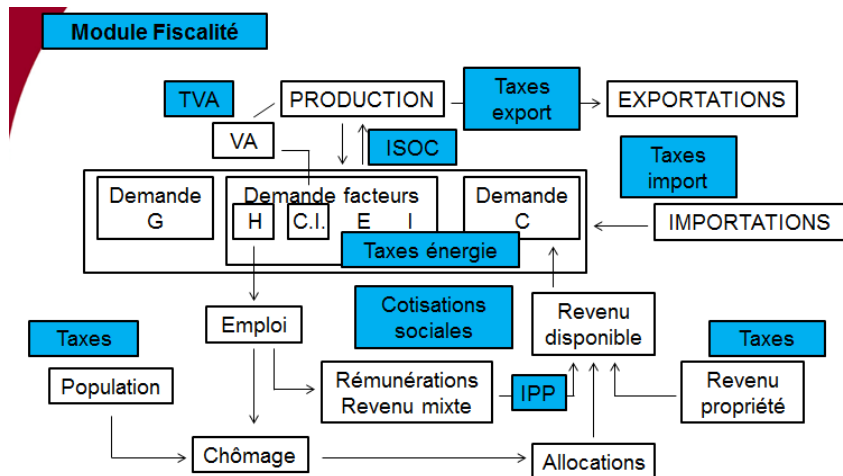 Module Fiscalité
TVA
PRODUCTION
Taxes
export
EXPORTATIONS
VA
ISOC
Taxes
import
Demande
G
Demande facteurs
H C.I. E I
Demande
C
IMPORTATIONS
Taxes énergie
Cotisations
sociales
Emploi
Revenu
disponible
Taxes
Taxes
Population
Rémunérations
Revenu mixte
IPP
Revenu
propriété
Chômage
Allocations